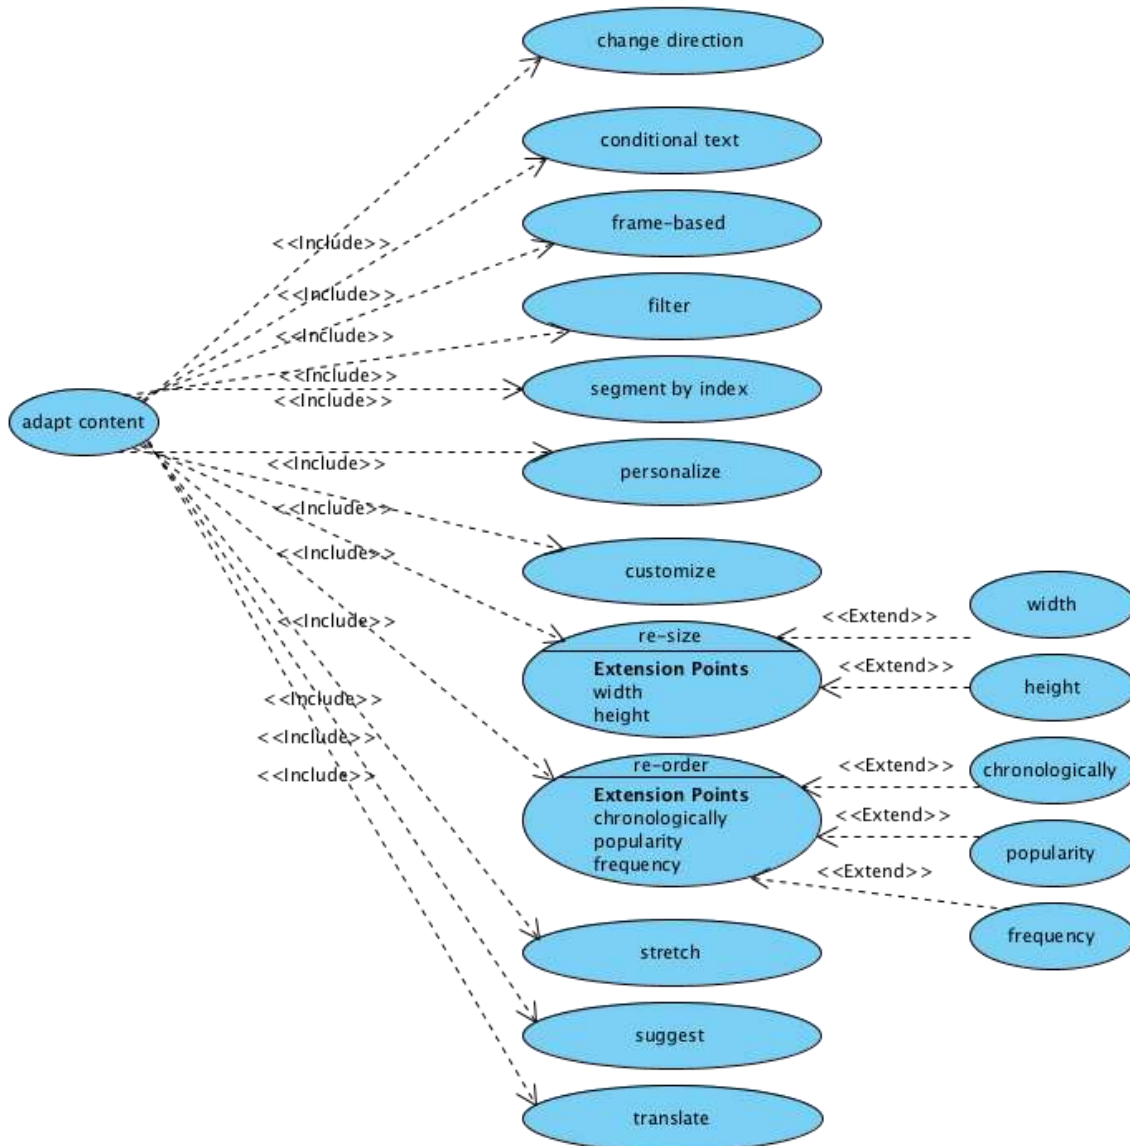 change direction
conditional text
frame-based
<<Include>>
<<Include>>
filter
<<Include>>
<<Include>>
segment by index
<<Include>>
adapt content
<<Include>>
personalize
<<Include>>
<<Include>>
customize
width
<<Extend>>
<<Include>>
re-size
Extension Points
width
height
<<Extend>>
height
<<Include>>
<<Include>>
<<Include>>
re-order
Extension Points
chronologically
popularity
frequency
<<Extend>>
chronologically
<<Extend>>
popularity
<<Extend>>
frequency
stretch
suggest
translate